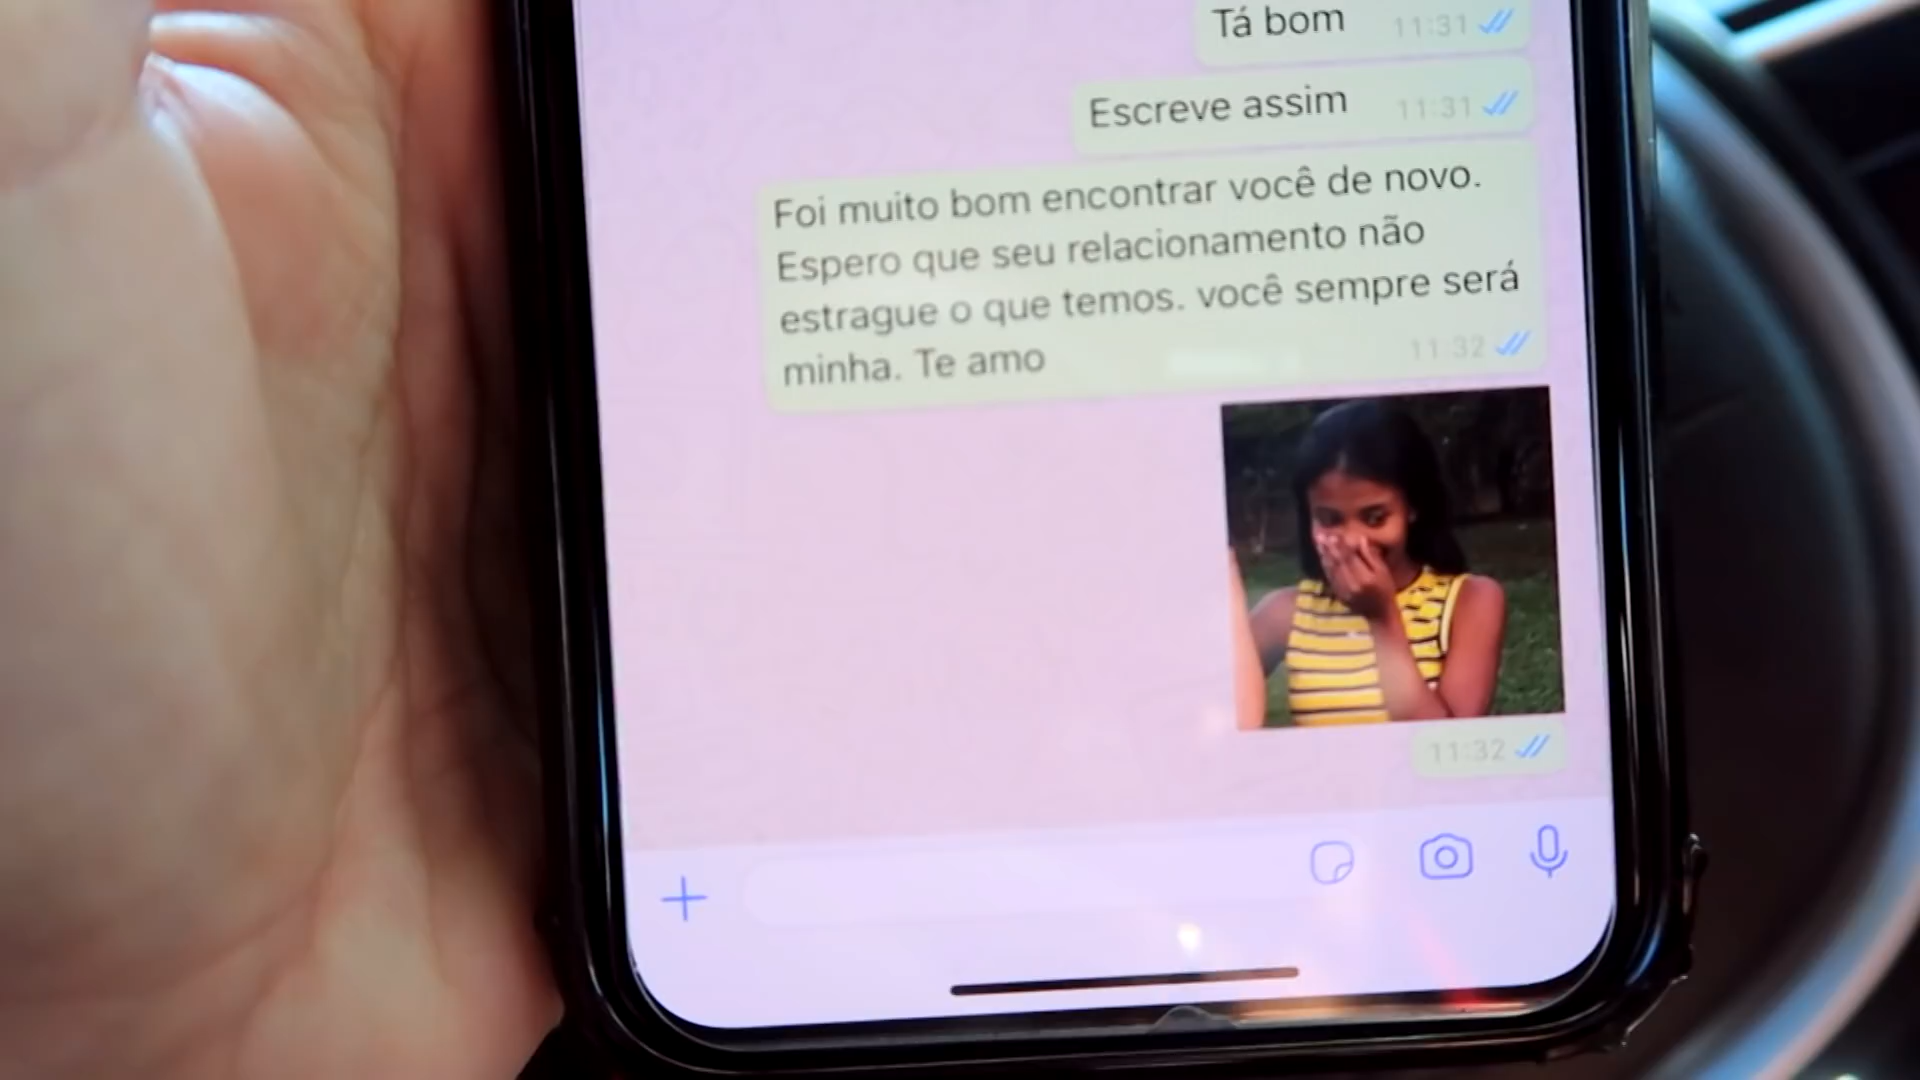 Tá bom 11:31
Escreve assim 11:31
Foi muito bom encontrar você de novo.
Espero que seu relacionamento não
estrague o que temos. você sempre será
minha. Te amo 11:32
11:32